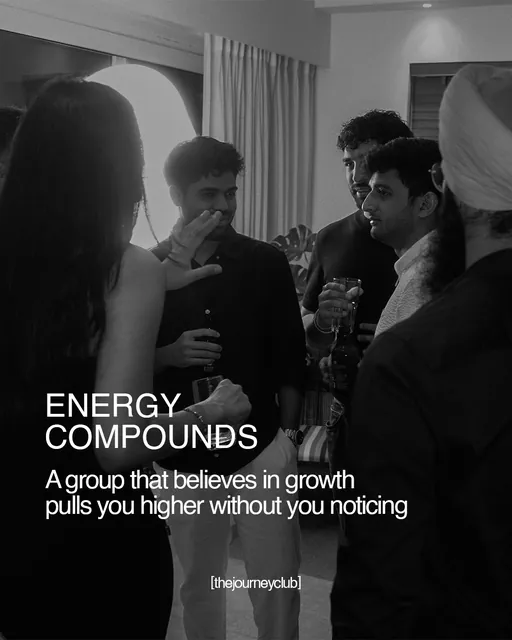 ENERGY
COMPOUNDS
A group that believes in growth
pulls you higher without you noticing
[thejourneyclub]